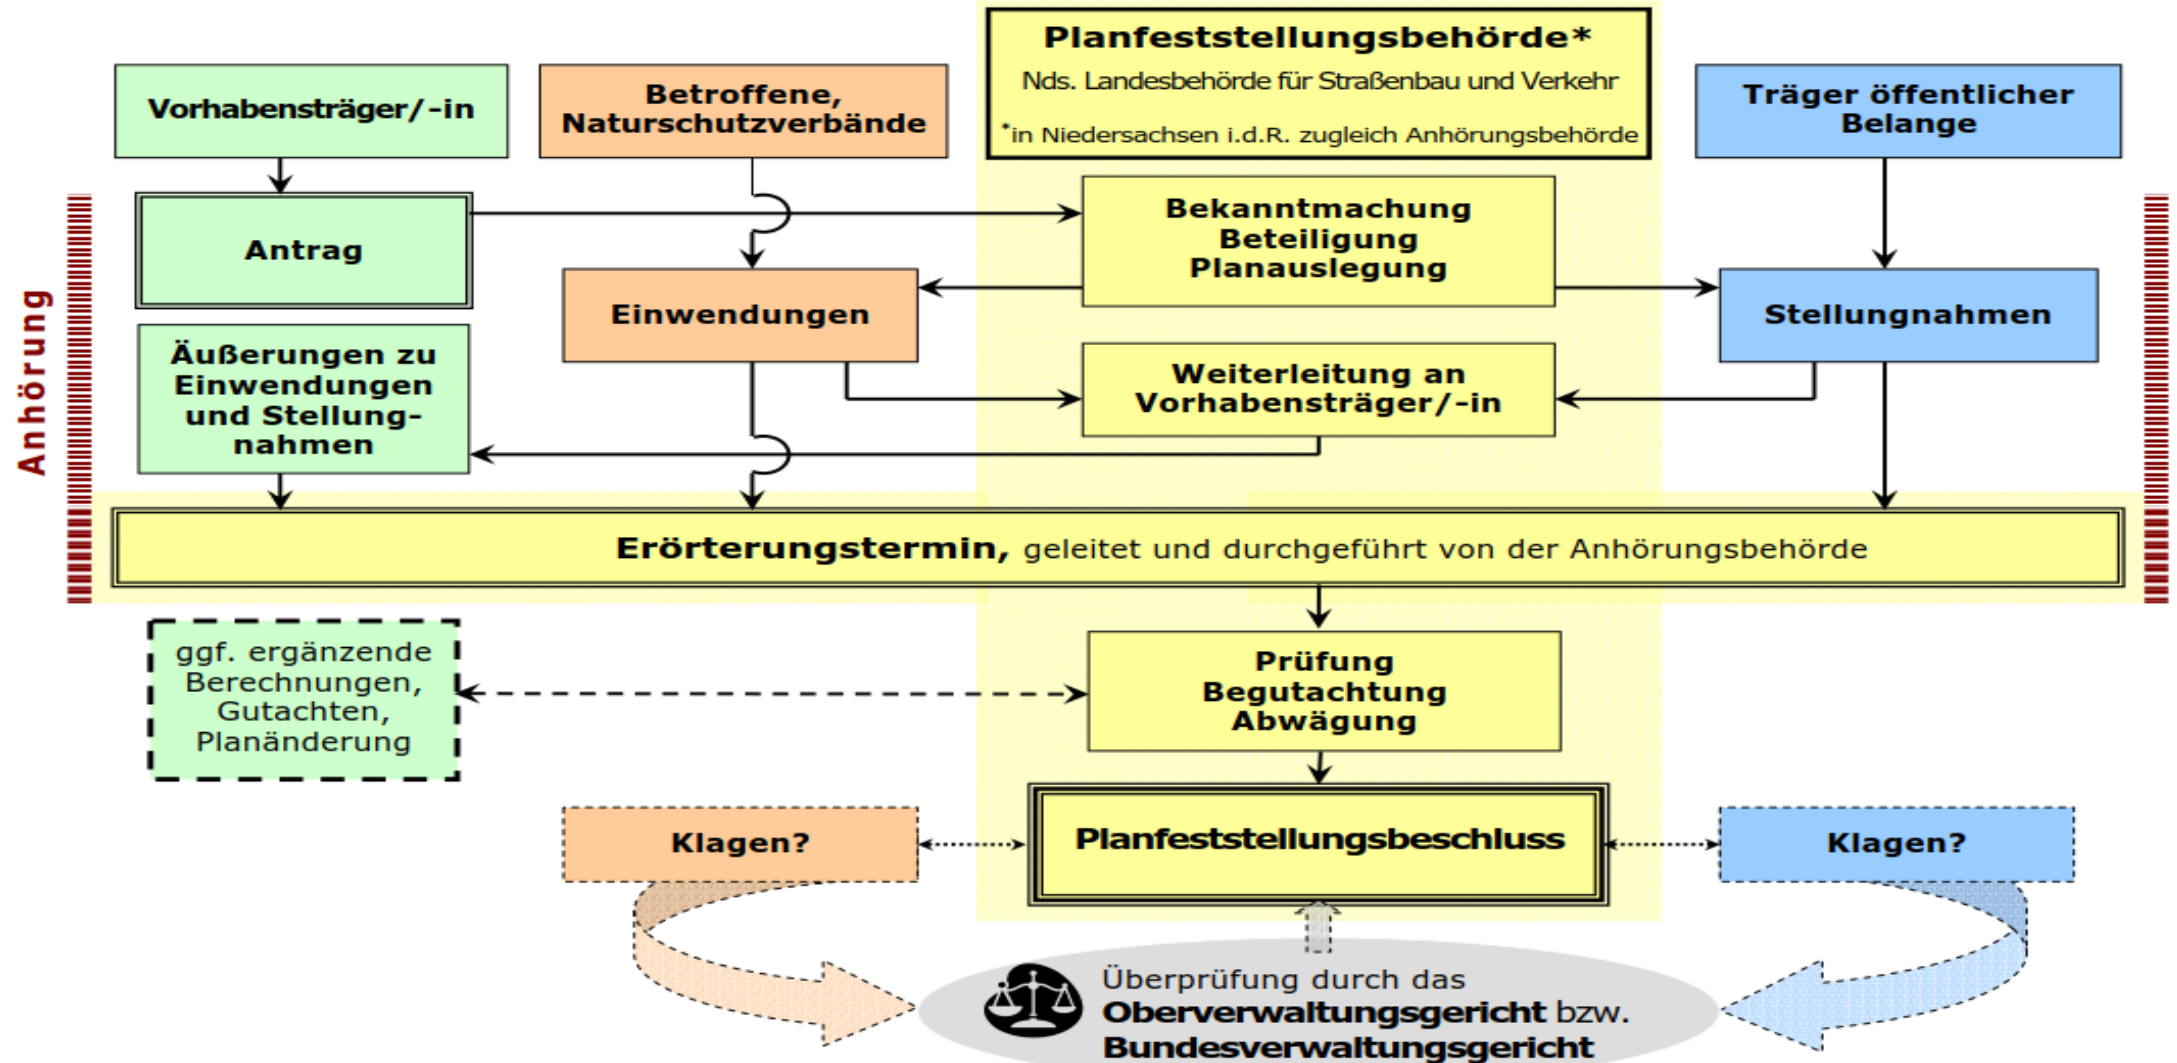 Planfeststellungsbehörde*
Nds. Landesbehörde für Straßenbau und Verkehr
*in Niedersachsen i.d.R. zugleich Anhörungsbehörde
Vorhabensträger/-in
Betroffene,
Naturschutzverbände
Träger öffentlicher
Belange
Anhörung
Antrag
Bekanntmachung
Beteiligung
Planauslegung
Einwendungen
Stellungnahmen
Äußerungen zu
Einwendungen
und Stellung-
nahmen
Weiterleitung an
Vorhabensträger/-in
Erörterungstermin, geleitet und durchgeführt von der Anhörungsbehörde
ggf. ergänzende
Berechnungen,
Gutachten,
Planänderung
Prüfung
Begutachtung
Abwägung
Klagen?
Planfeststellungsbeschluss
Klagen?
Überprüfung durch das
Oberverwaltungsgericht bzw.
Bundesverwaltungsgericht